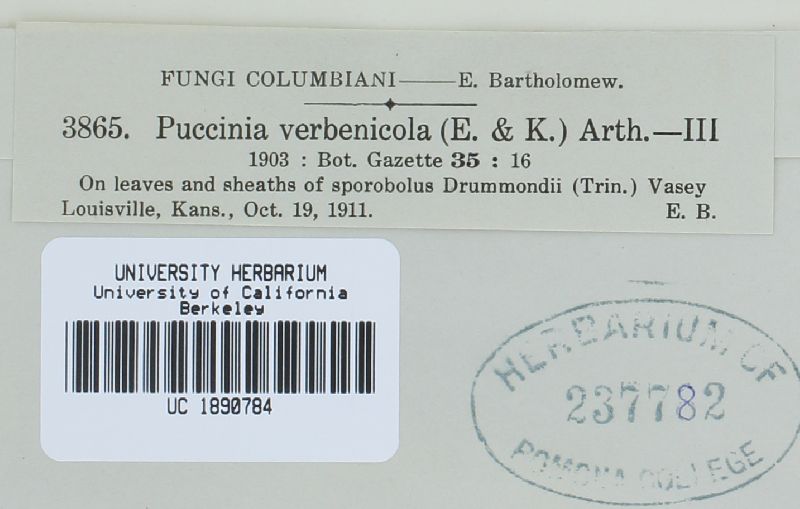 FUNGI COLUMBIANI——E. Bartholomew.
3865. Puccinia verbenicola (E. & K.) Arth.—III
1903 : Bot. Gazette 35 : 16
On leaves and sheaths of sporobolus Drummondii (Trin.) Vasey
Louisville, Kans., Oct. 19, 1911. E. B.
UNIVERSITY HERBARIUM
University of California
Berkeley
UC 1890784
HERBARIUM OF
237782
POMONA COLLEGE